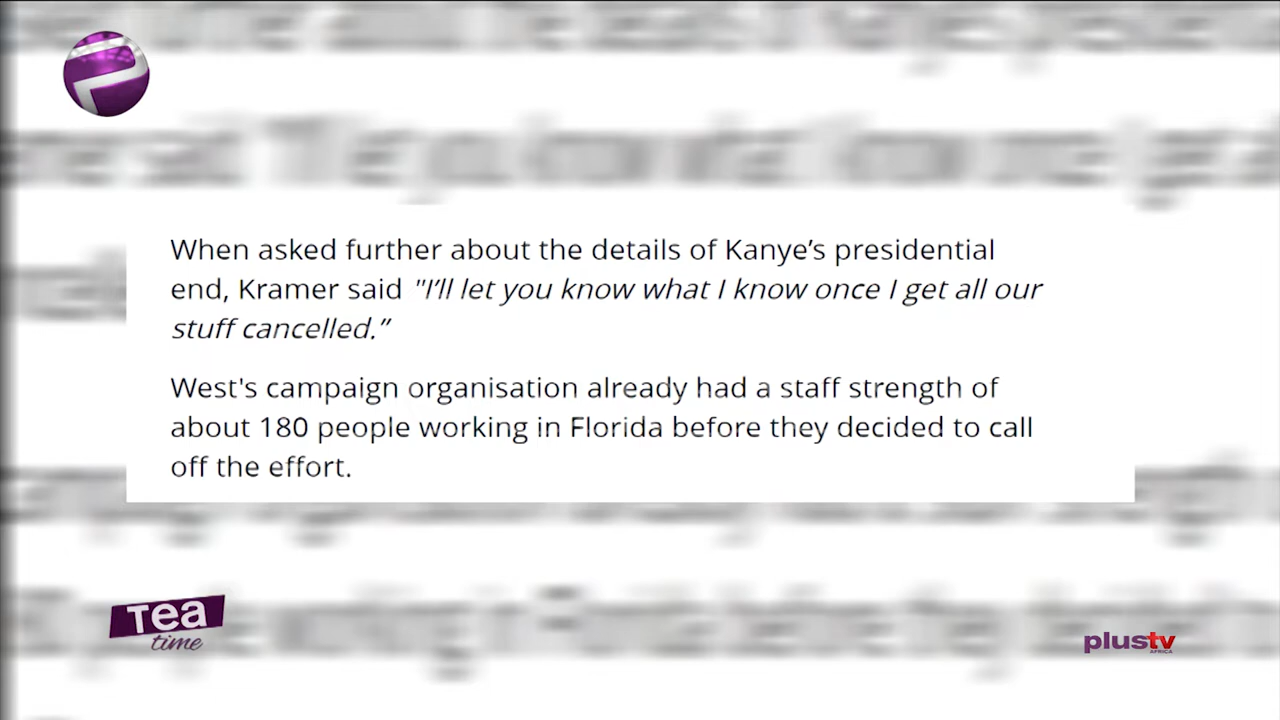 When asked further about the details of Kanye’s presidential
end, Kramer said "I’ll let you know what I know once I get all our
stuff cancelled.”
West's campaign organisation already had a staff strength of
about 180 people working in Florida before they decided to call
off the effort.
Tea
time
plustv
AFRICA